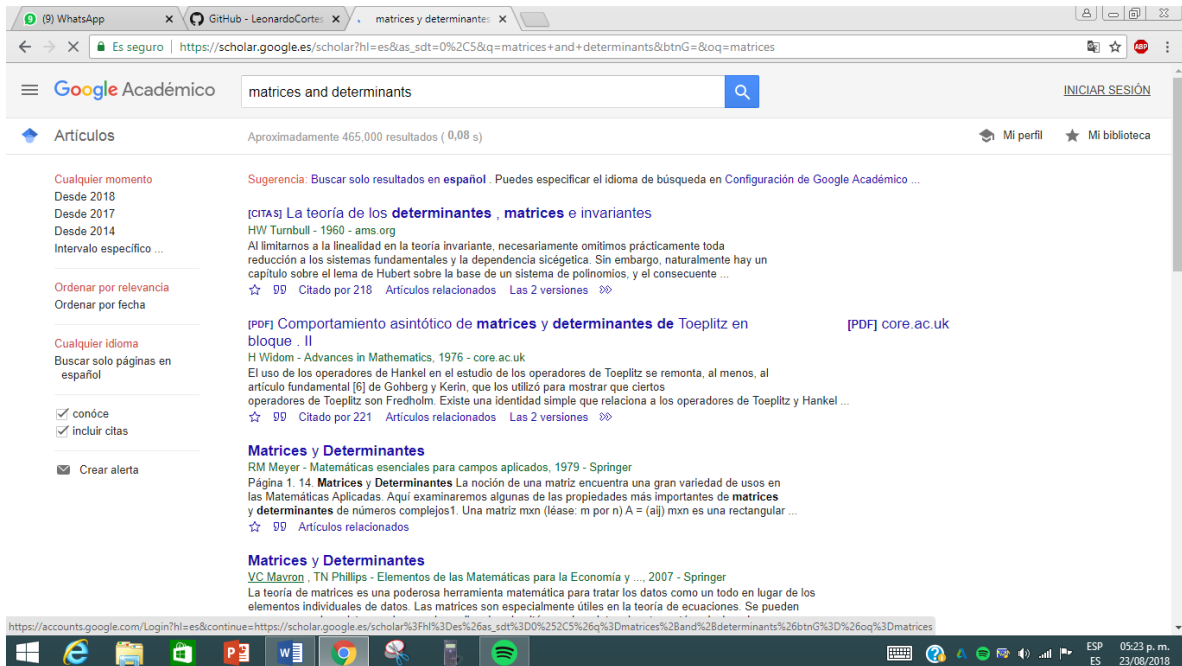 (9) WhatsApp
GitHub - LeonardoCortes
matrices y determinantes
Es seguro | https://scholar.google.es/scholar?hl=es&as_sdt=0%2C5&q=matrices+and+determinants&btnG=&oq=matrices
ABP
Google Académico
matrices and determinants
INICIAR SESIÓN
Artículos
Aproximadamente 465,000 resultados ( 0,08 s)
Mi perfil
Mi biblioteca
Cualquier momento
Desde 2018
Desde 2017
Desde 2014
Intervalo específico ...
Ordenar por relevancia
Ordenar por fecha
Cualquier idioma
Buscar solo páginas en
español
conóce
incluir citas
Crear alerta
Sugerencia: Buscar solo resultados en español . Puedes especificar el idioma de búsqueda en Configuración de Google Académico ...
[CITAS] La teoría de los determinantes , matrices e invariantes
HW Turnbull - 1960 - ams.org
Al limitarnos a la linealidad en la teoría invariante, necesariamente omitimos prácticamente toda
reducción a los sistemas fundamentales y la dependencia sicégetica. Sin embargo, naturalmente hay un
capítulo sobre el lema de Hubert sobre la base de un sistema de polinomios, y el consecuente ...
Citado por 218 Artículos relacionados Las 2 versiones
[PDF] Comportamiento asintótico de matrices y determinantes de Toeplitz en
bloque . II
[PDF] core.ac.uk
H Widom - Advances in Mathematics, 1976 - core.ac.uk
El uso de los operadores de Hankel en el estudio de los operadores de Toeplitz se remonta, al menos, al
artículo fundamental [6] de Gohberg y Kerin, que los utilizó para mostrar que ciertos
operadores de Toeplitz son Fredholm. Existe una identidad simple que relaciona a los operadores de Toeplitz y Hankel ...
Citado por 221 Artículos relacionados Las 2 versiones
Matrices y Determinantes
RM Meyer - Matemáticas esenciales para campos aplicados, 1979 - Springer
Página 1. 14. Matrices y Determinantes La noción de una matriz encuentra una gran variedad de usos en
las Matemáticas Aplicadas. Aquí examinaremos algunas de las propiedades más importantes de matrices
y determinantes de números complejos1. Una matriz mxn (léase: m por n) A = (aij) mxn es una rectangular ...
Artículos relacionados
Matrices y Determinantes
VC Mavron , TN Phillips - Elementos de las Matemáticas para la Economía y ..., 2007 - Springer
La teoría de matrices es una poderosa herramienta matemática para tratar los datos como un todo en lugar de los
elementos individuales de datos. Las matrices son especialmente útiles en la teoría de ecuaciones. Se pueden
https://accounts.google.com/Login?hl=es&continue=https://scholar.google.es/scholar%3Fhl%3Des%26as_sdt%3D0%252C5%26q%3Dmatrices%2Band%2Bdeterminants%26btnG%3D%26oq%3Dmatrices
ESP
ES
05:23 p. m.
23/08/2018